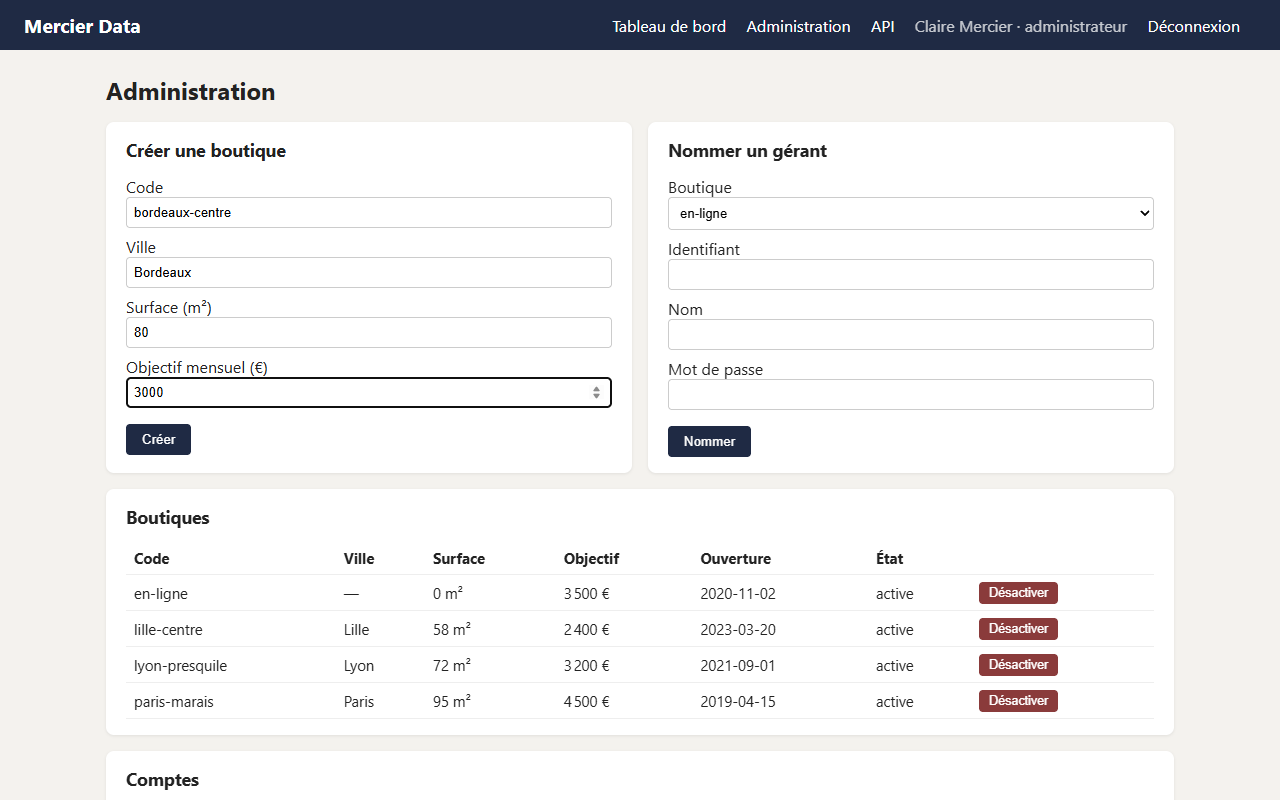 Mercier Data
Tableau de bord Administration API Claire Mercier · administrateur Déconnexion
Administration
Créer une boutique
Code
bordeaux-centre
Ville
Bordeaux
Surface (m²)
80
Objectif mensuel (€)
3000
Créer
Nommer un gérant
Boutique
en-ligne
Identifiant
Nom
Mot de passe
Nommer
Boutiques
Code Ville Surface Objectif Ouverture État
en-ligne — 0 m² 3 500 € 2020-11-02 active Désactiver
lille-centre Lille 58 m² 2 400 € 2023-03-20 active Désactiver
lyon-presquile Lyon 72 m² 3 200 € 2021-09-01 active Désactiver
paris-marais Paris 95 m² 4 500 € 2019-04-15 active Désactiver
Comptes